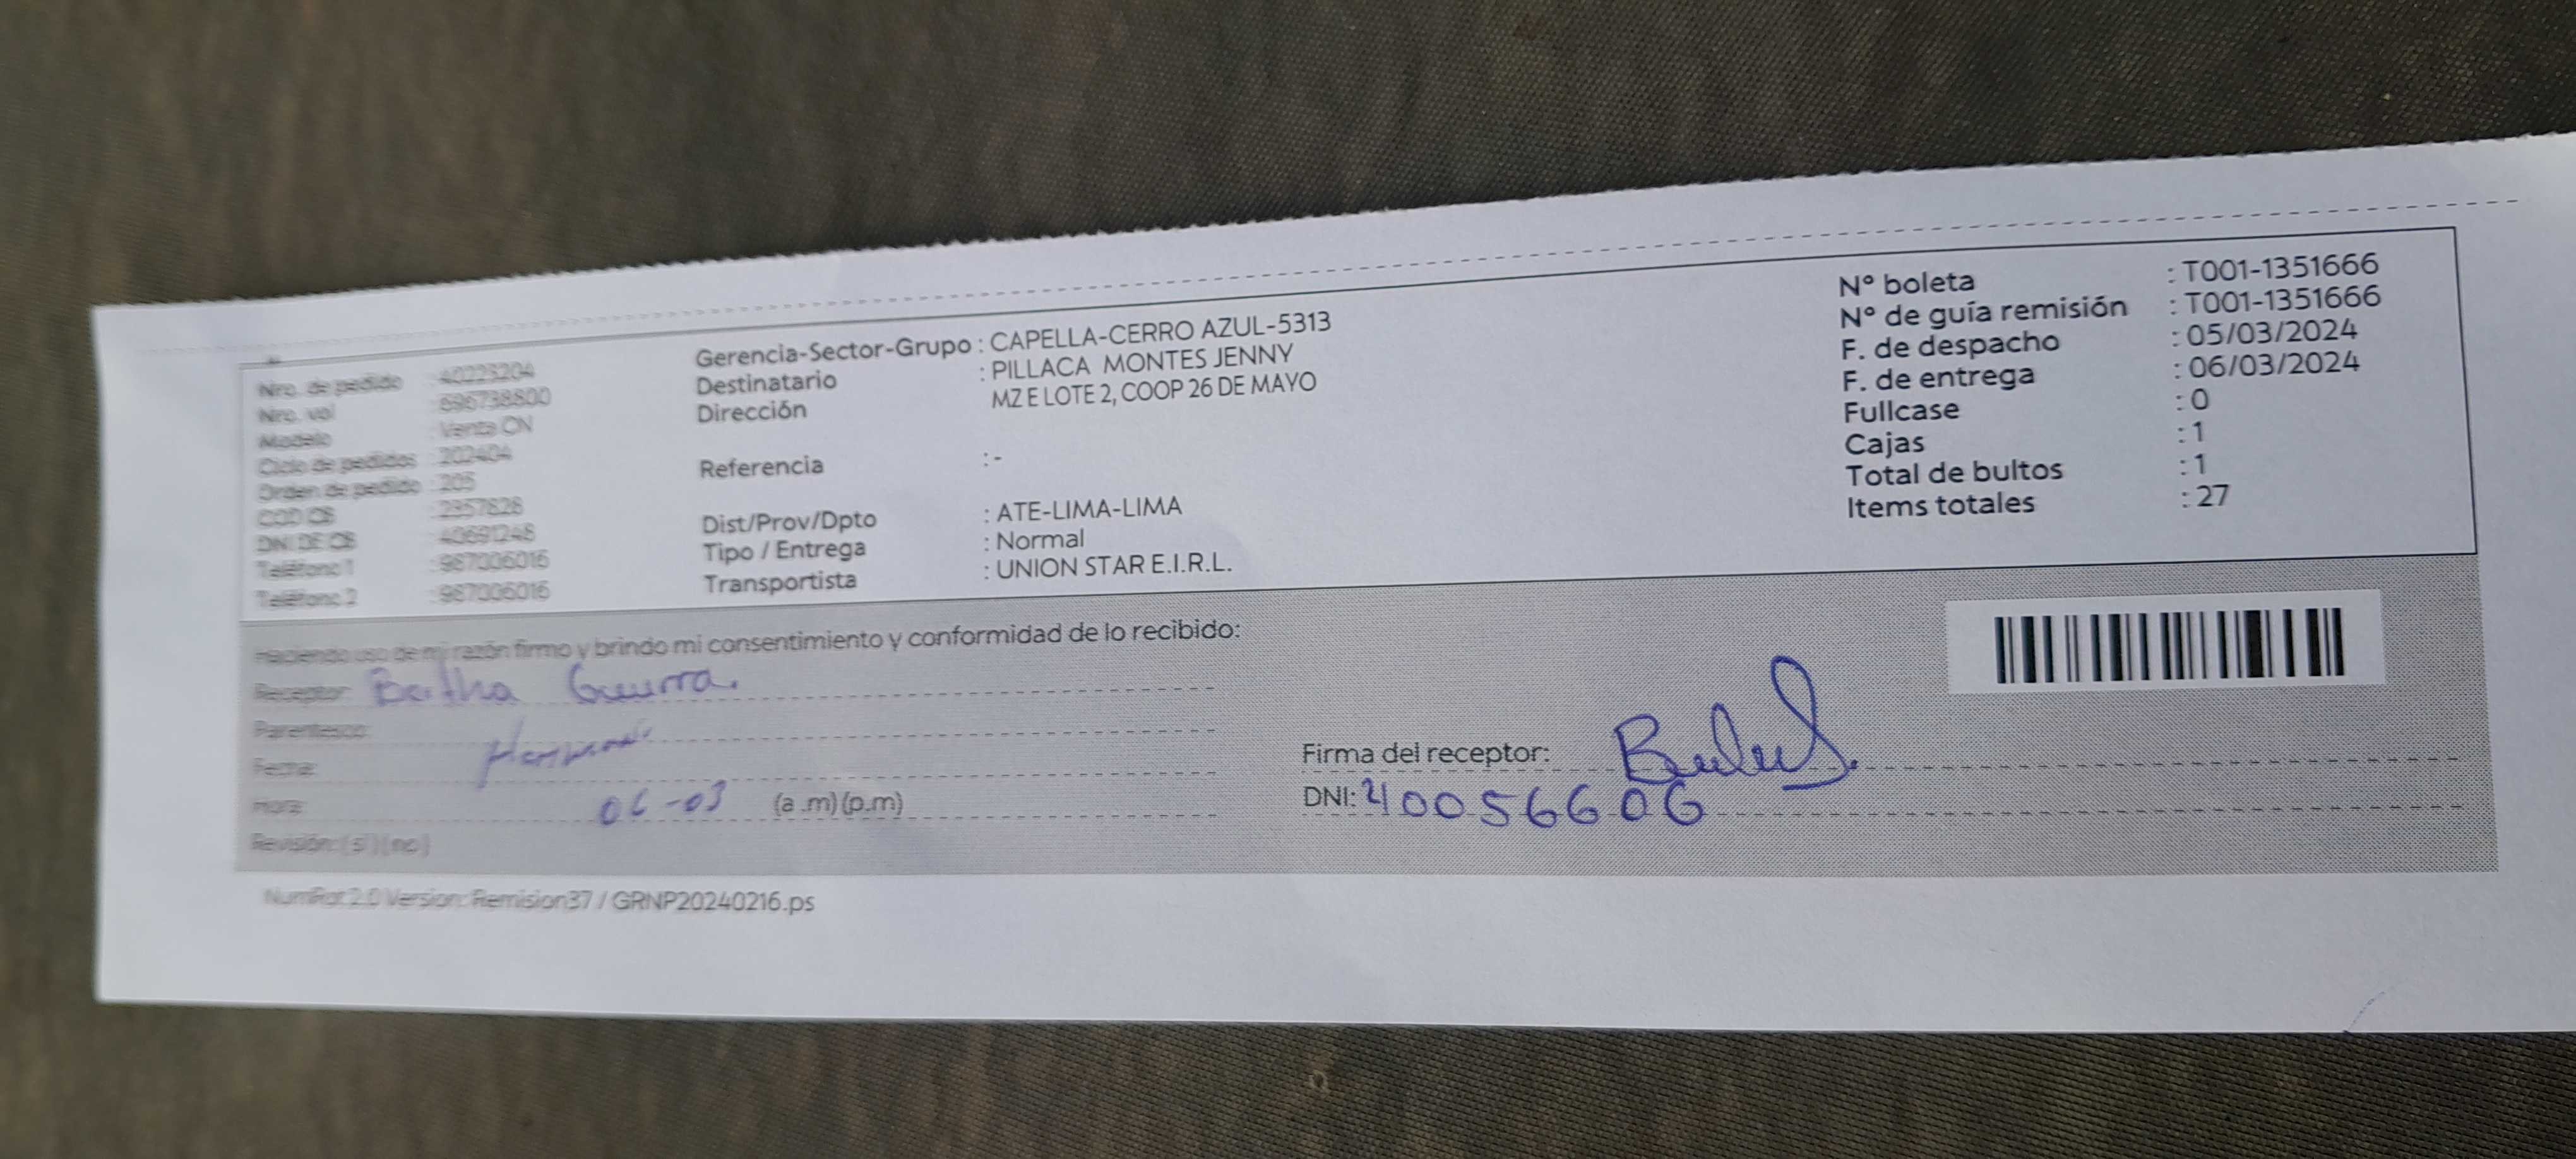 Nro. de pedido : 40223204
Nro. vol : 696738800
Modelo : Venta CN
Ciclo de pedidos : 202404
Orden de pedido : 205
COD CB : 2957828
DNI DE CB : 40691248
Teléfono 1 : 987006016
Teléfono 2 : 987006016
Gerencia-Sector-Grupo : CAPELLA-CERRO AZUL-5313
Destinatario : PILLACA MONTES JENNY
Dirección MZ E LOTE 2, COOP 26 DE MAYO
Referencia : -
Dist/Prov/Dpto : ATE-LIMA-LIMA
Tipo / Entrega : Normal
Transportista : UNION STAR E.I.R.L.
N° boleta : T001-1351666
N° de guía remisión : T001-1351666
F. de despacho : 05/03/2024
F. de entrega : 06/03/2024
Fullcase : 0
Cajas : 1
Total de bultos : 1
Items totales : 27
Haciendo uso de mi razón firmo y brindo mi consentimiento y conformidad de lo recibido:
Receptor: Bertha Guerra.
Parentesco:
Fecha:
Hora: 06-03 (a.m) (p.m)
Revisión: (si) (no)
Firma del receptor:
DNI: 40056606
Version: Remision37 / GRNP20240216.ps